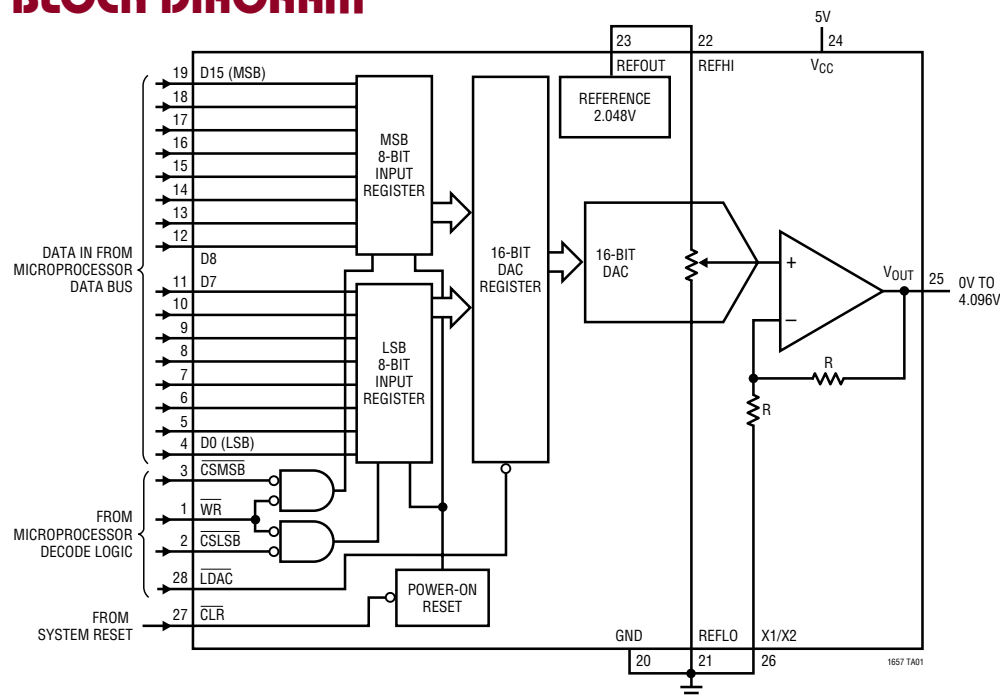 BLOCK DIAGRAM
5V
23
22
24
REFOUT
REFHI
VCC
REFERENCE
2.048V
19
D15 (MSB)
18
17
16
15
14
13
12
D8
MSB
8-BIT
INPUT
REGISTER
DATA IN FROM
MICROPROCESSOR
DATA BUS
11
D7
10
9
8
7
6
5
4
D0 (LSB)
LSB
8-BIT
INPUT
REGISTER
16-BIT
DAC
REGISTER
16-BIT
DAC
+
–
VOUT
25
0V TO
4.096V
R
R
FROM
MICROPROCESSOR
DECODE LOGIC
3
CSMSB
1
WR
2
CSLSB
28
LDAC
FROM
SYSTEM RESET
27
CLR
POWER-ON
RESET
GND
REFLO
X1/X2
20
21
26
1657 TA01